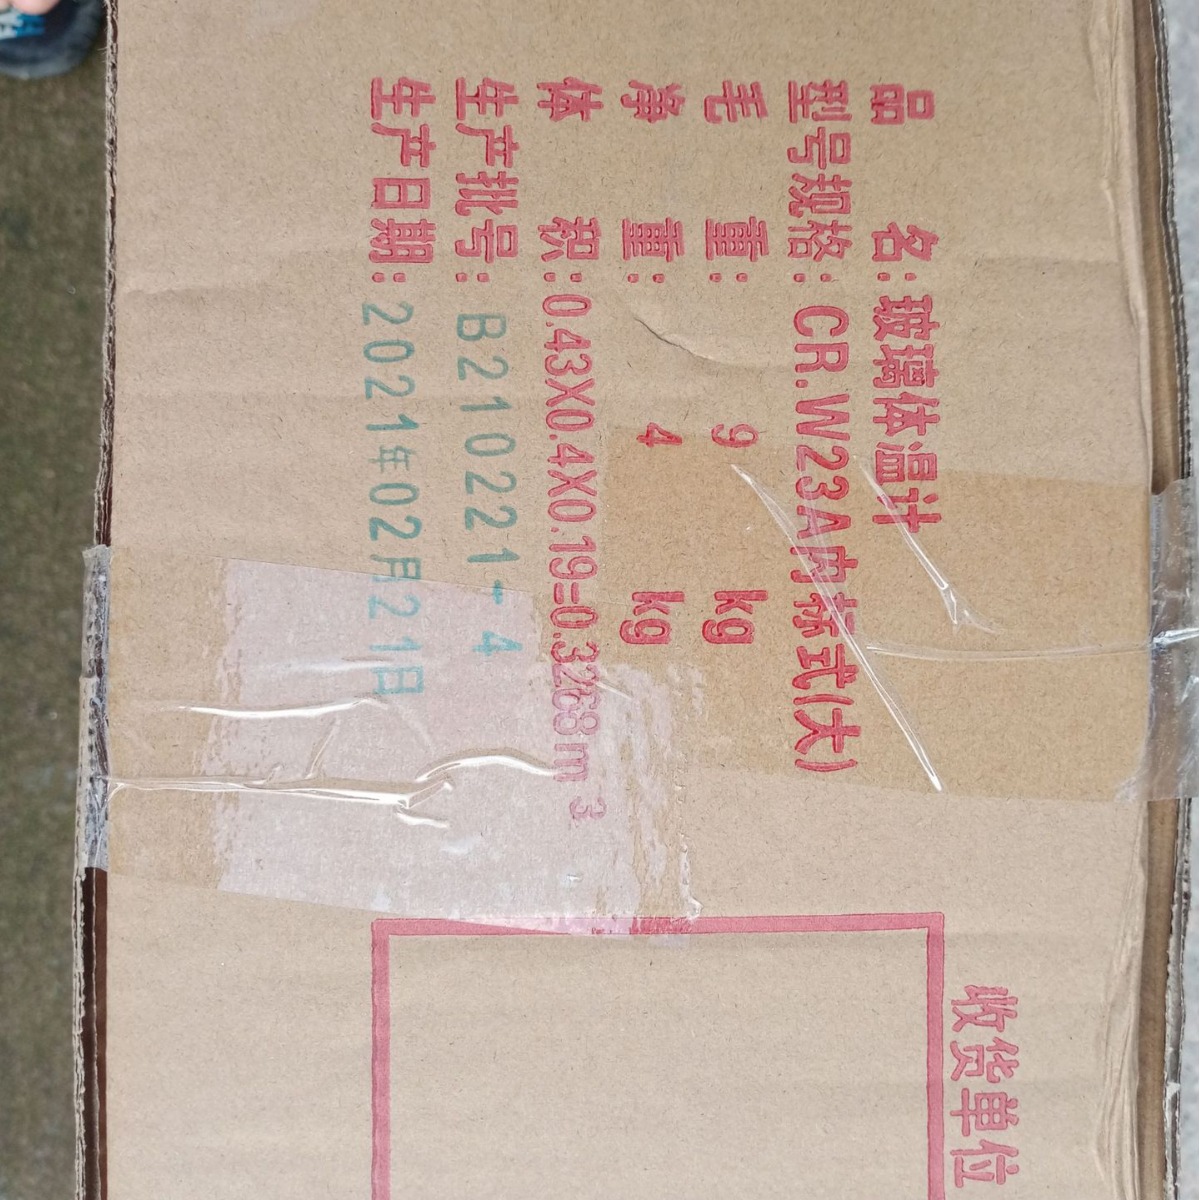 品 名：玻璃体温计
型号规格：CR.W23A内标式(大)
毛 重： 9 kg
净 重： 4 kg
体 积：0.43X0.4X0.19=0.3268m³
生产批号：B210221-4
生产日期：2021年02月21日
收货单位